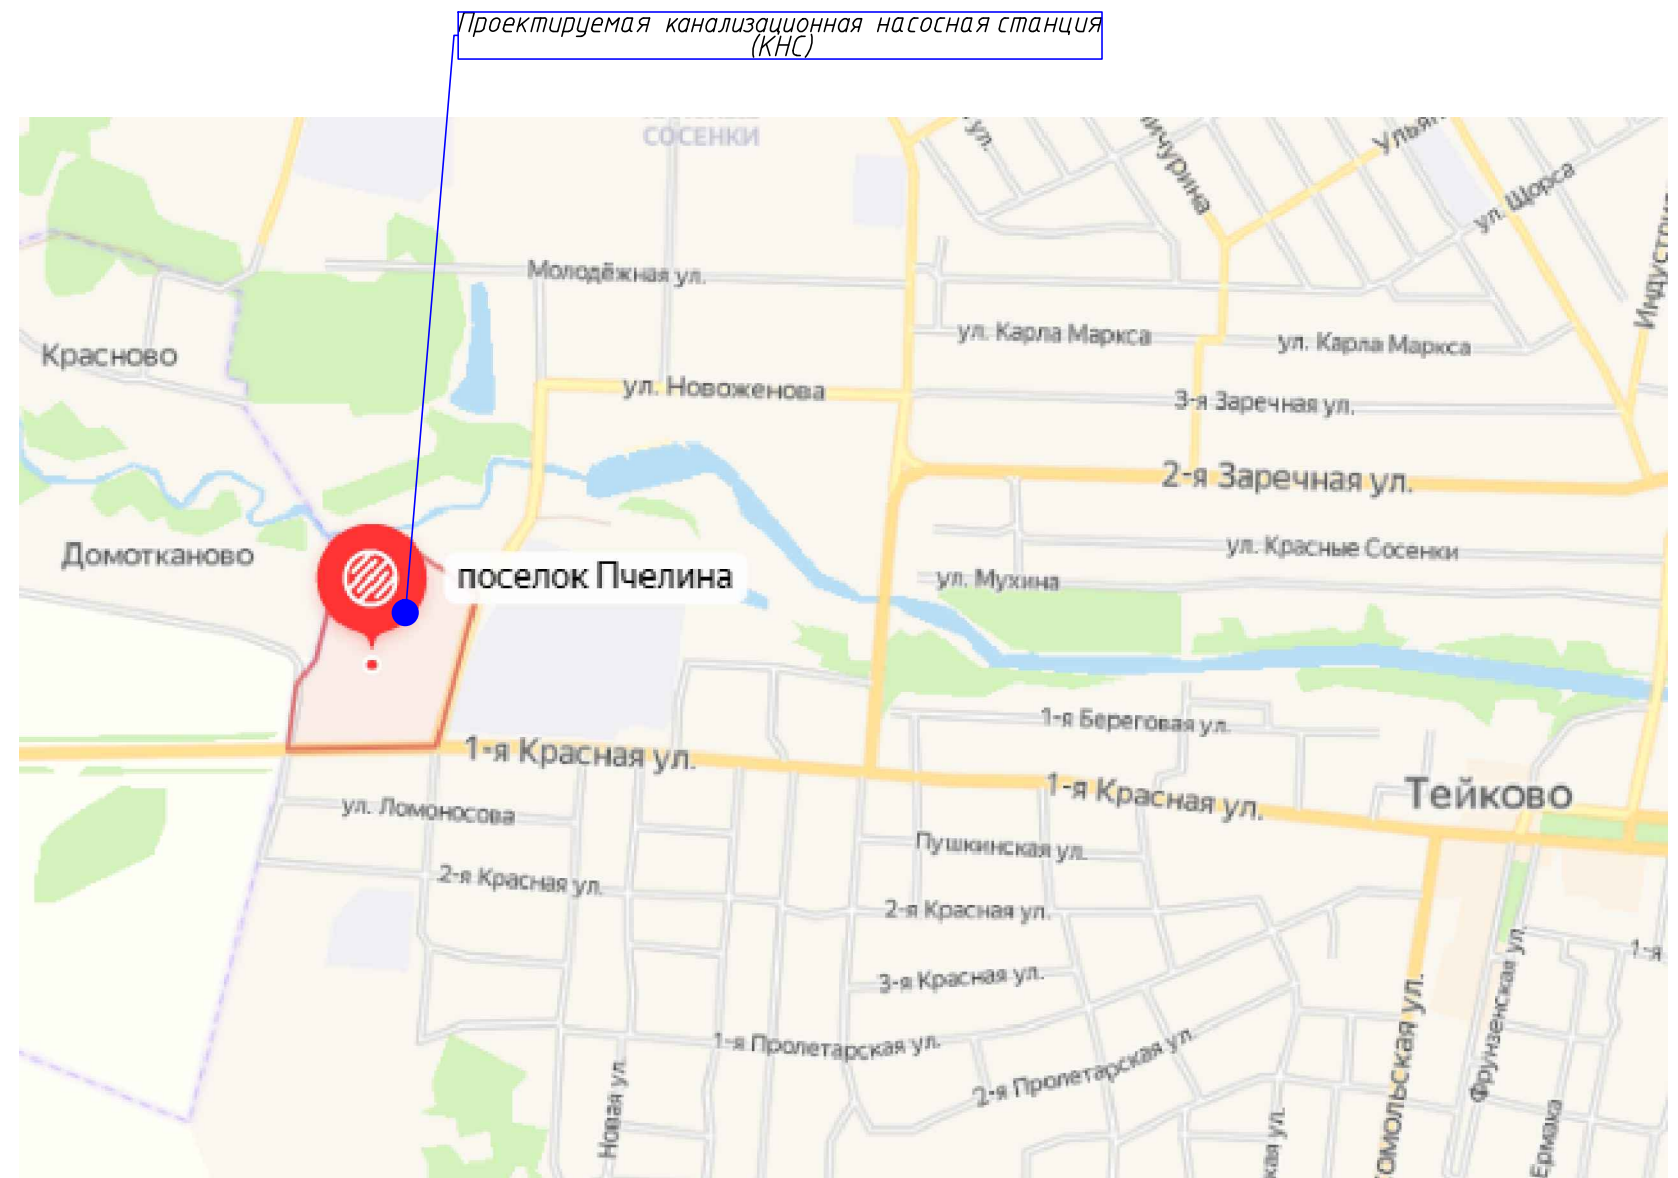 Проектируемая канализационная насосная станция
(КНС)
СОСЕНКИ
ул.
ул. Щорса
Молодёжная ул.
ул. Карла Маркса
ул. Карла Маркса
Красново
ул. Новоженова
3-я Заречная ул.
2-я Заречная ул.
Домотканово
ул. Красные Сосенки
поселок Пчелина
ул. Мухина
1-я Береговая ул.
1-я Красная ул.
1-я Красная ул.
Тейково
ул. Ломоносова
Пушкинская ул.
2-я Красная ул.
2-я Красная ул.
3-я Красная ул.
1-я
Фрунзенская ул.
1-я Пролетарская ул.
2-я Пролетарская ул.
Новая ул.
Ермака